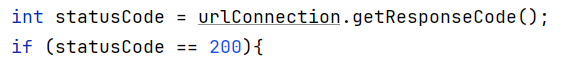 int statusCode = urlConnection.getResponseCode();
if (statusCode == 200){